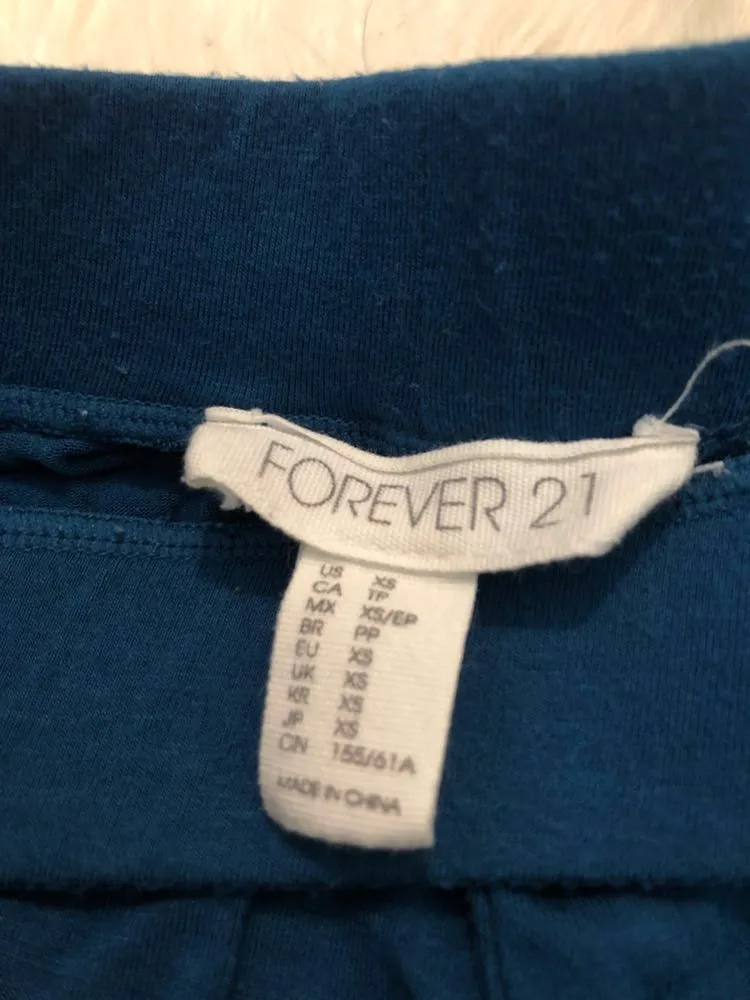 FOREVER 21
US XS
CA TP
MX XS/EP
BR PP
EU XS
UK XS
KR XS
JP XS
CN 155/61A
MADE IN CHINA